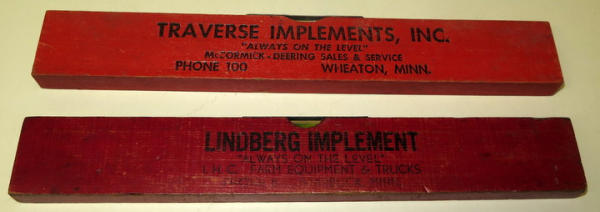 TRAVERSE IMPLEMENTS, INC.
"ALWAYS ON THE LEVEL"
McCORMICK - DEERING SALES & SERVICE
PHONE 100 WHEATON, MINN.
LINDBERG IMPLEMENT
"ALWAYS ON THE LEVEL"
I.H.C. FARM EQUIPMENT & TRUCKS